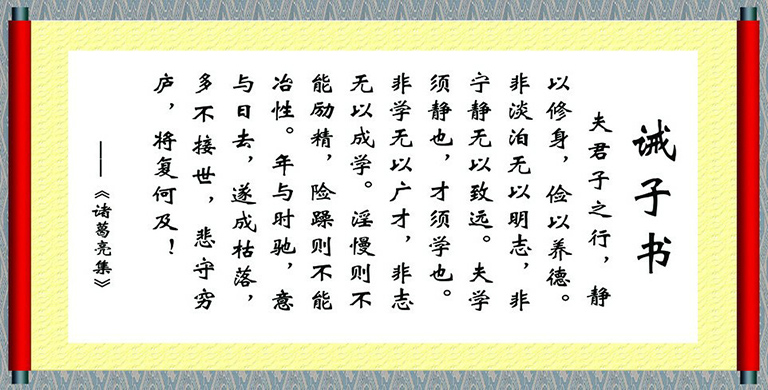 诫子书
夫君子之行，静
以修身，俭以养德。
非淡泊无以明志，非
宁静无以致远。夫学
须静也，才须学也。
非学无以广才，非志
无以成学。淫慢则不
能励精，险躁则不能
冶性。年与时驰，意
与日去，遂成枯落，
多不接世，悲守穷
庐，将复何及！
——《诸葛亮集》